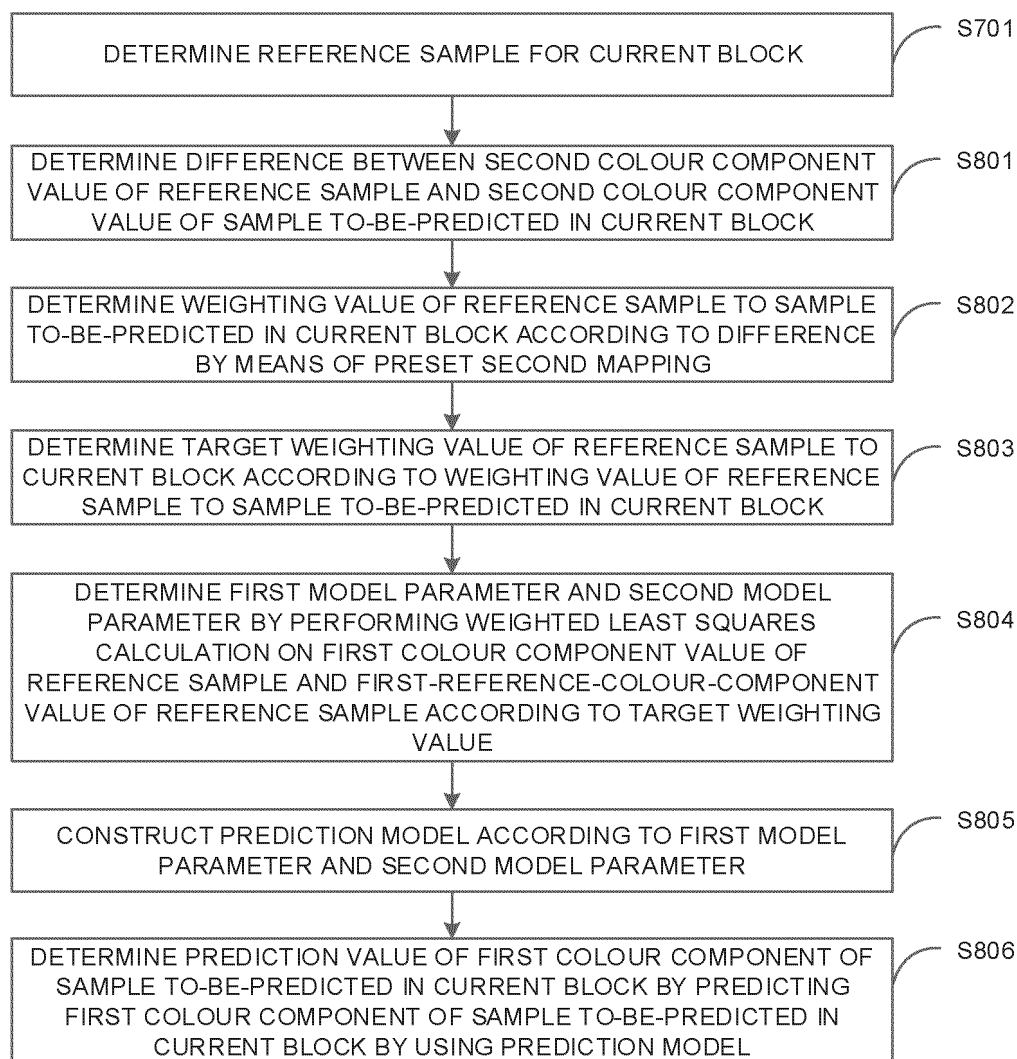 DETERMINE REFERENCE SAMPLE FOR CURRENT BLOCK
S701
DETERMINE DIFFERENCE BETWEEN SECOND COLOUR COMPONENT
VALUE OF REFERENCE SAMPLE AND SECOND COLOUR COMPONENT
VALUE OF SAMPLE TO-BE-PREDICTED IN CURRENT BLOCK
S801
DETERMINE WEIGHTING VALUE OF REFERENCE SAMPLE TO SAMPLE
TO-BE-PREDICTED IN CURRENT BLOCK ACCORDING TO DIFFERENCE
BY MEANS OF PRESET SECOND MAPPING
S802
DETERMINE TARGET WEIGHTING VALUE OF REFERENCE SAMPLE TO
CURRENT BLOCK ACCORDING TO WEIGHTING VALUE OF REFERENCE
SAMPLE TO SAMPLE TO-BE-PREDICTED IN CURRENT BLOCK
S803
DETERMINE FIRST MODEL PARAMETER AND SECOND MODEL
PARAMETER BY PERFORMING WEIGHTED LEAST SQUARES
CALCULATION ON FIRST COLOUR COMPONENT VALUE OF
REFERENCE SAMPLE AND FIRST-REFERENCE-COLOUR-COMPONENT
VALUE OF REFERENCE SAMPLE ACCORDING TO TARGET WEIGHTING
VALUE
S804
CONSTRUCT PREDICTION MODEL ACCORDING TO FIRST MODEL
PARAMETER AND SECOND MODEL PARAMETER
S805
DETERMINE PREDICTION VALUE OF FIRST COLOUR COMPONENT OF
SAMPLE TO-BE-PREDICTED IN CURRENT BLOCK BY PREDICTING
FIRST COLOUR COMPONENT OF SAMPLE TO-BE-PREDICTED IN
CURRENT BLOCK BY USING PREDICTION MODEL
S806